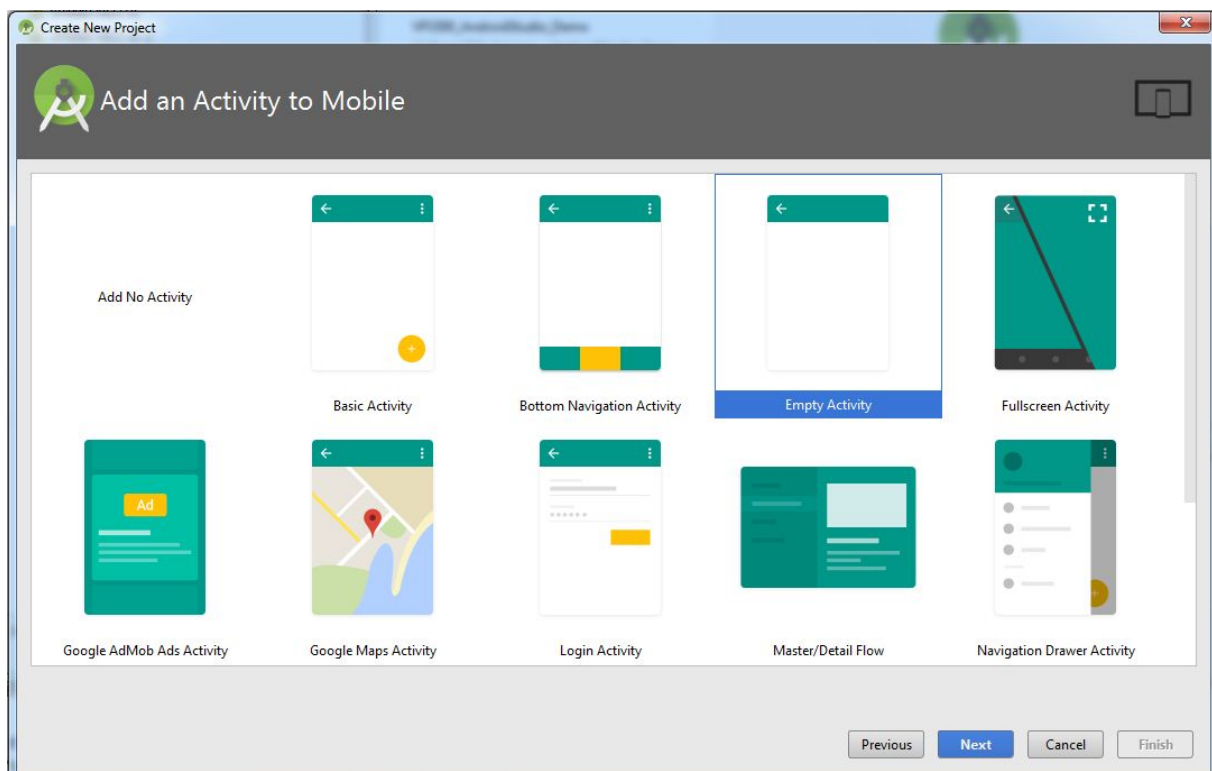 Create New Project
Add an Activity to Mobile
Add No Activity
Basic Activity
Bottom Navigation Activity
Empty Activity
Fullscreen Activity
Ad
Google AdMob Ads Activity
Google Maps Activity
Login Activity
Master/Detail Flow
Navigation Drawer Activity
Previous
Next
Cancel
Finish